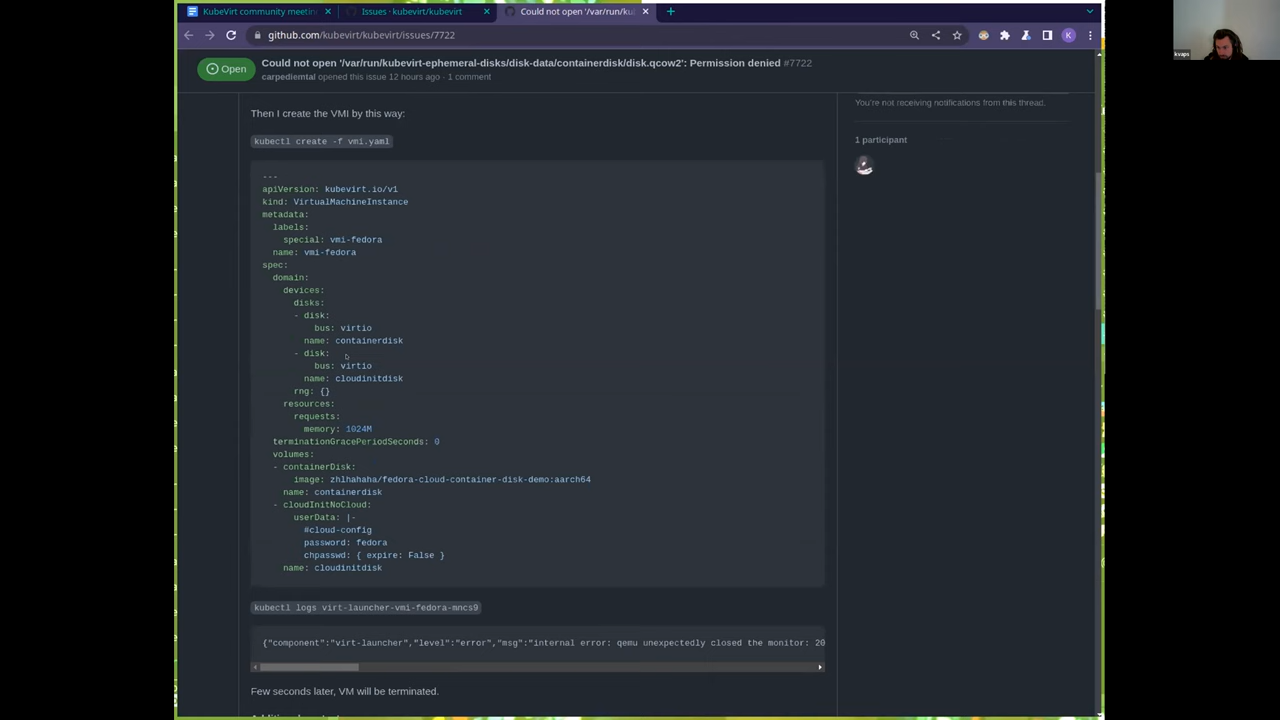 KubeVirt community meetin
Issues · kubevirt/kubevirt
Could not open '/var/run/ku
github.com/kubevirt/kubevirt/issues/7722
K
kvaps
Open
Could not open '/var/run/kubevirt-ephemeral-disks/disk-data/containerdisk/disk.qcow2': Permission denied #7722
carpediemtal opened this issue 12 hours ago · 1 comment
You're not receiving notifications from this thread.
1 participant
Then I create the VMI by this way:
kubectl create -f vmi.yaml
---
apiVersion: kubevirt.io/v1
kind: VirtualMachineInstance
metadata:
  labels:
    special: vmi-fedora
  name: vmi-fedora
spec:
  domain:
    devices:
      disks:
      - disk:
          bus: virtio
        name: containerdisk
      - disk:
          bus: virtio
        name: cloudinitdisk
      rng: {}
    resources:
      requests:
        memory: 1024M
  terminationGracePeriodSeconds: 0
  volumes:
  - containerDisk:
      image: zhlhahaha/fedora-cloud-container-disk-demo:aarch64
    name: containerdisk
  - cloudInitNoCloud:
      userData: |-
        #cloud-config
        password: fedora
        chpasswd: { expire: False }
    name: cloudinitdisk
kubectl logs virt-launcher-vmi-fedora-mncs9
{"component":"virt-launcher","level":"error","msg":"internal error: qemu unexpectedly closed the monitor: 20
Few seconds later, VM will be terminated.